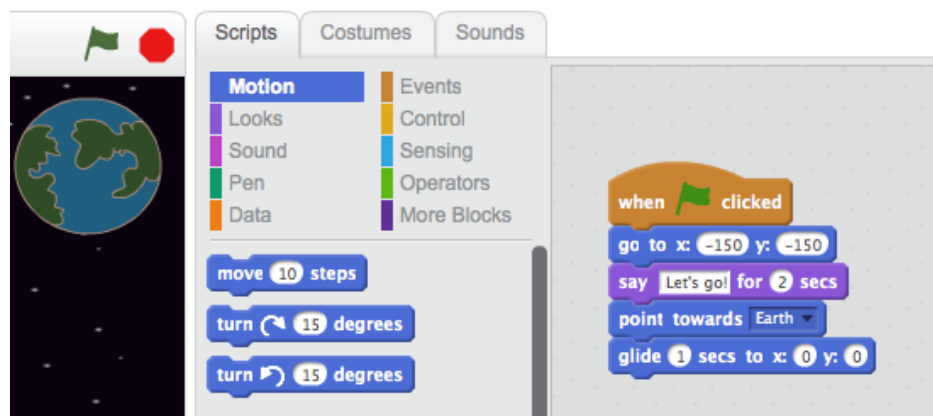 Scripts Costumes Sounds
Motion Events
Looks Control
Sound Sensing
Pen Operators
Data More Blocks
move 10 steps
turn 15 degrees
turn 15 degrees
when clicked
go to x: -150 y: -150
say Let's go! for 2 secs
point towards Earth
glide 1 secs to x: 0 y: 0